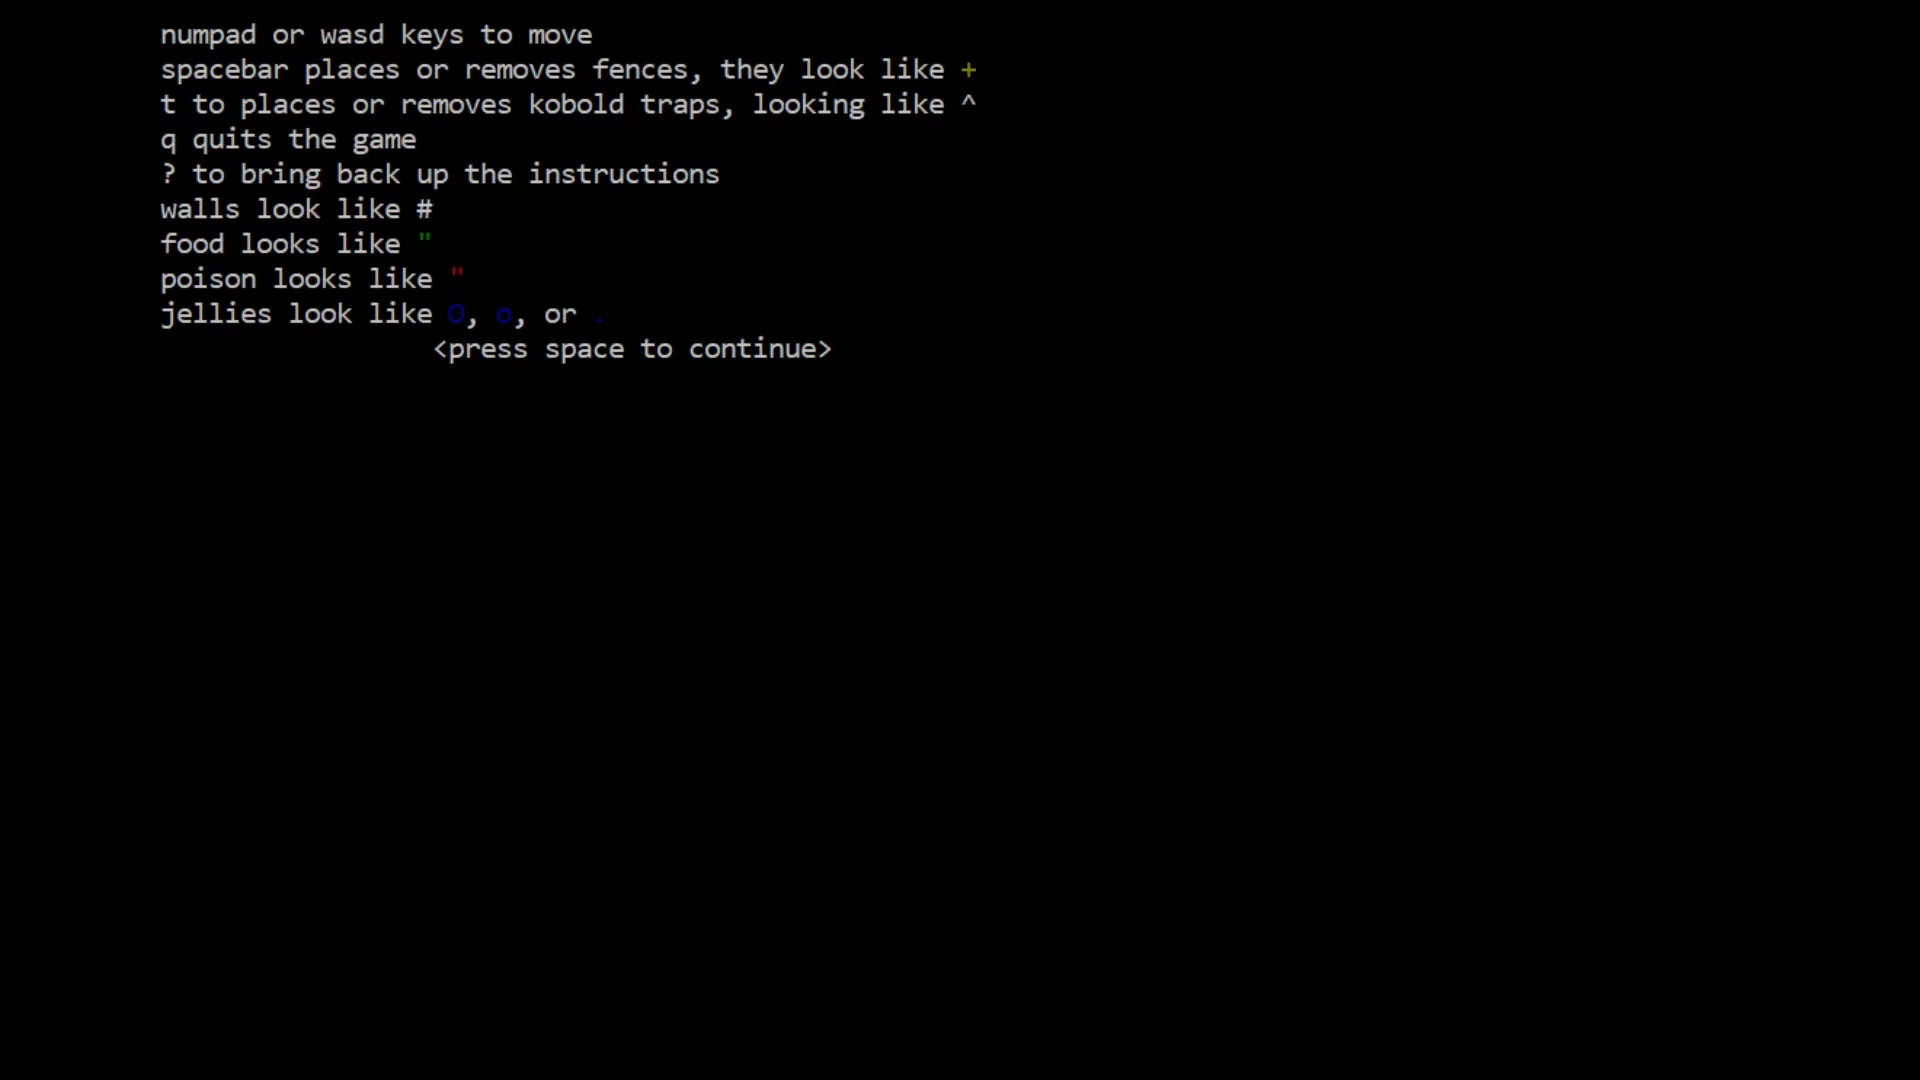 numpad or wasd keys to move
spacebar places or removes fences, they look like +
t to places or removes kobold traps, looking like ^
q quits the game
? to bring back up the instructions
walls look like #
food looks like "
poison looks like "
jellies look like O, o, or .
<press space to continue>